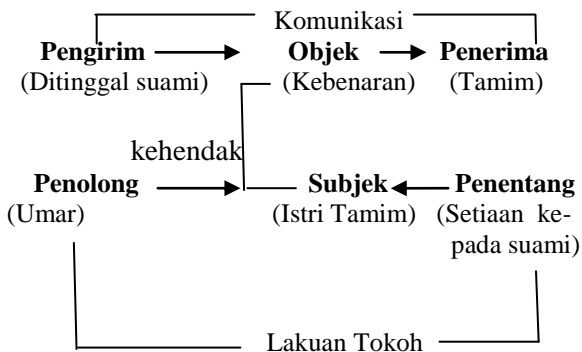 Komunikasi
Pengirim Objek Penerima
(Ditinggal suami) (Kebenaran) (Tamim)
kehendak
Penolong Subjek Penentang
(Umar) (Istri Tamim) (Setiaan ke-
pada suami)
Lakuan Tokoh